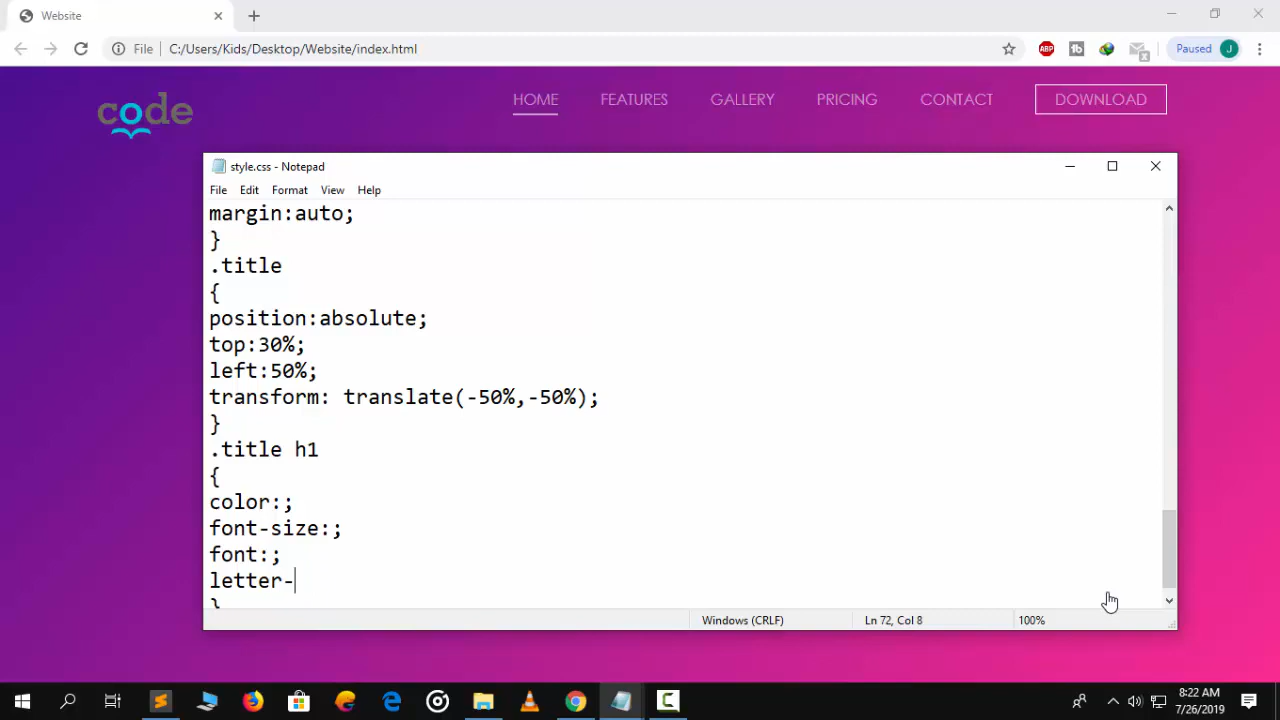 Website
File
C:/Users/Kids/Desktop/Website/index.html
ABP
Paused
J
code
HOME
FEATURES
GALLERY
PRICING
CONTACT
DOWNLOAD
style.css - Notepad
File
Edit
Format
View
Help
margin:auto;
}
.title
{
position:absolute;
top:30%;
left:50%;
transform: translate(-50%,-50%);
}
.title h1
{
color:;
font-size:;
font:;
letter-
}
Windows (CRLF)
Ln 72, Col 8
100%
8:22 AM
7/26/2019